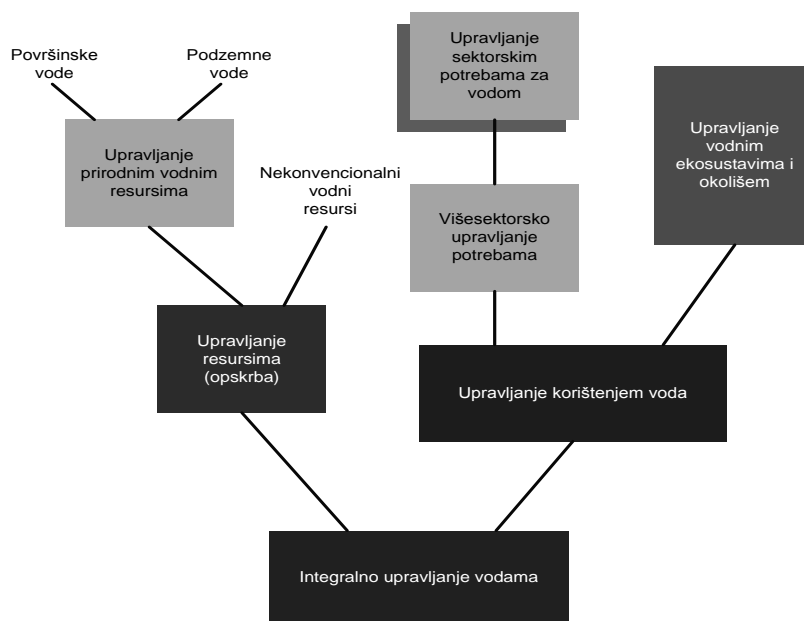 Površinske
vode
Podzemne
vode
Upravljanje
sektorskim
potrebama za
vodom
Upravljanje
vodnim
ekosustavima i
okolišem
Upravljanje
prirodnim vodnim
resursima
Nekonvencionalni
vodni
resursi
Višesektorsko
upravljanje
potrebama
Upravljanje
resursima
(opskrba)
Upravljanje korištenjem voda
Integralno upravljanje vodama